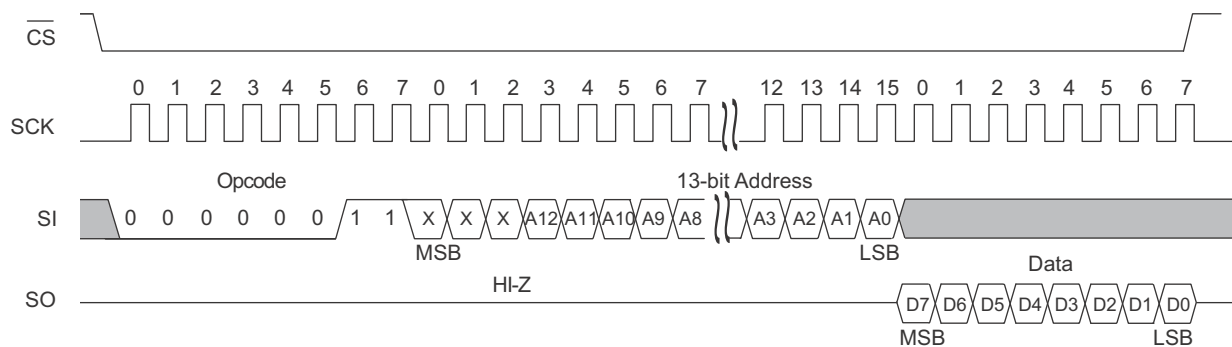 CS
0 1 2 3 4 5 6 7 0 1 2 3 4 5 6 7 12 13 14 15 0 1 2 3 4 5 6 7
SCK
Opcode 13-bit Address
SI 0 0 0 0 0 0 1 1 X X X A12 A11 A10 A9 A8 A3 A2 A1 A0
MSB LSB
HI-Z Data
SO D7 D6 D5 D4 D3 D2 D1 D0
MSB LSB